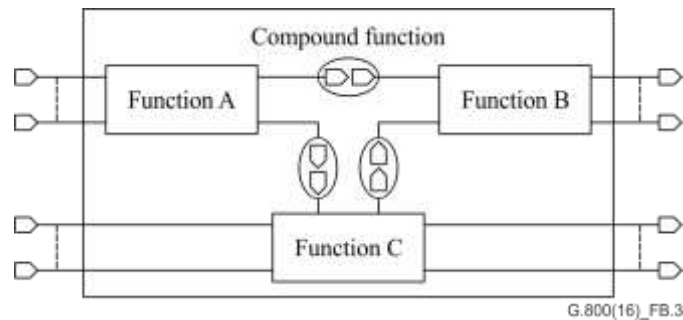 Compound function
Function A
Function B
Function C
G.800(16)_FB.3